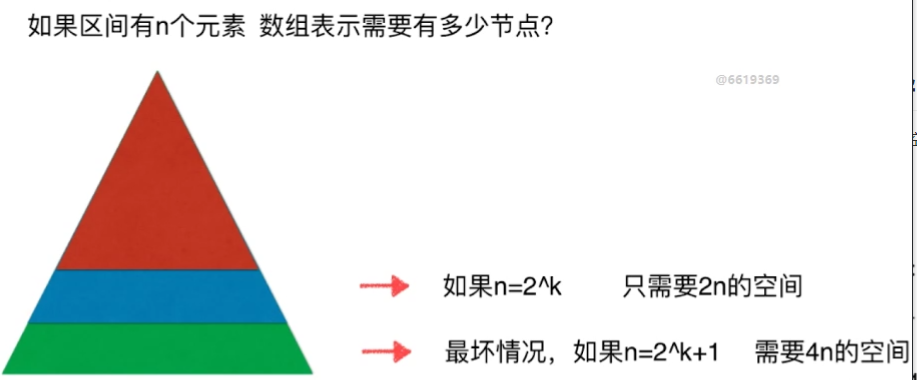 如果区间有n个元素 数组表示需要有多少节点?
@6619369
如果n=2^k 只需要2n的空间
最坏情况，如果n=2^k+1 需要4n的空间